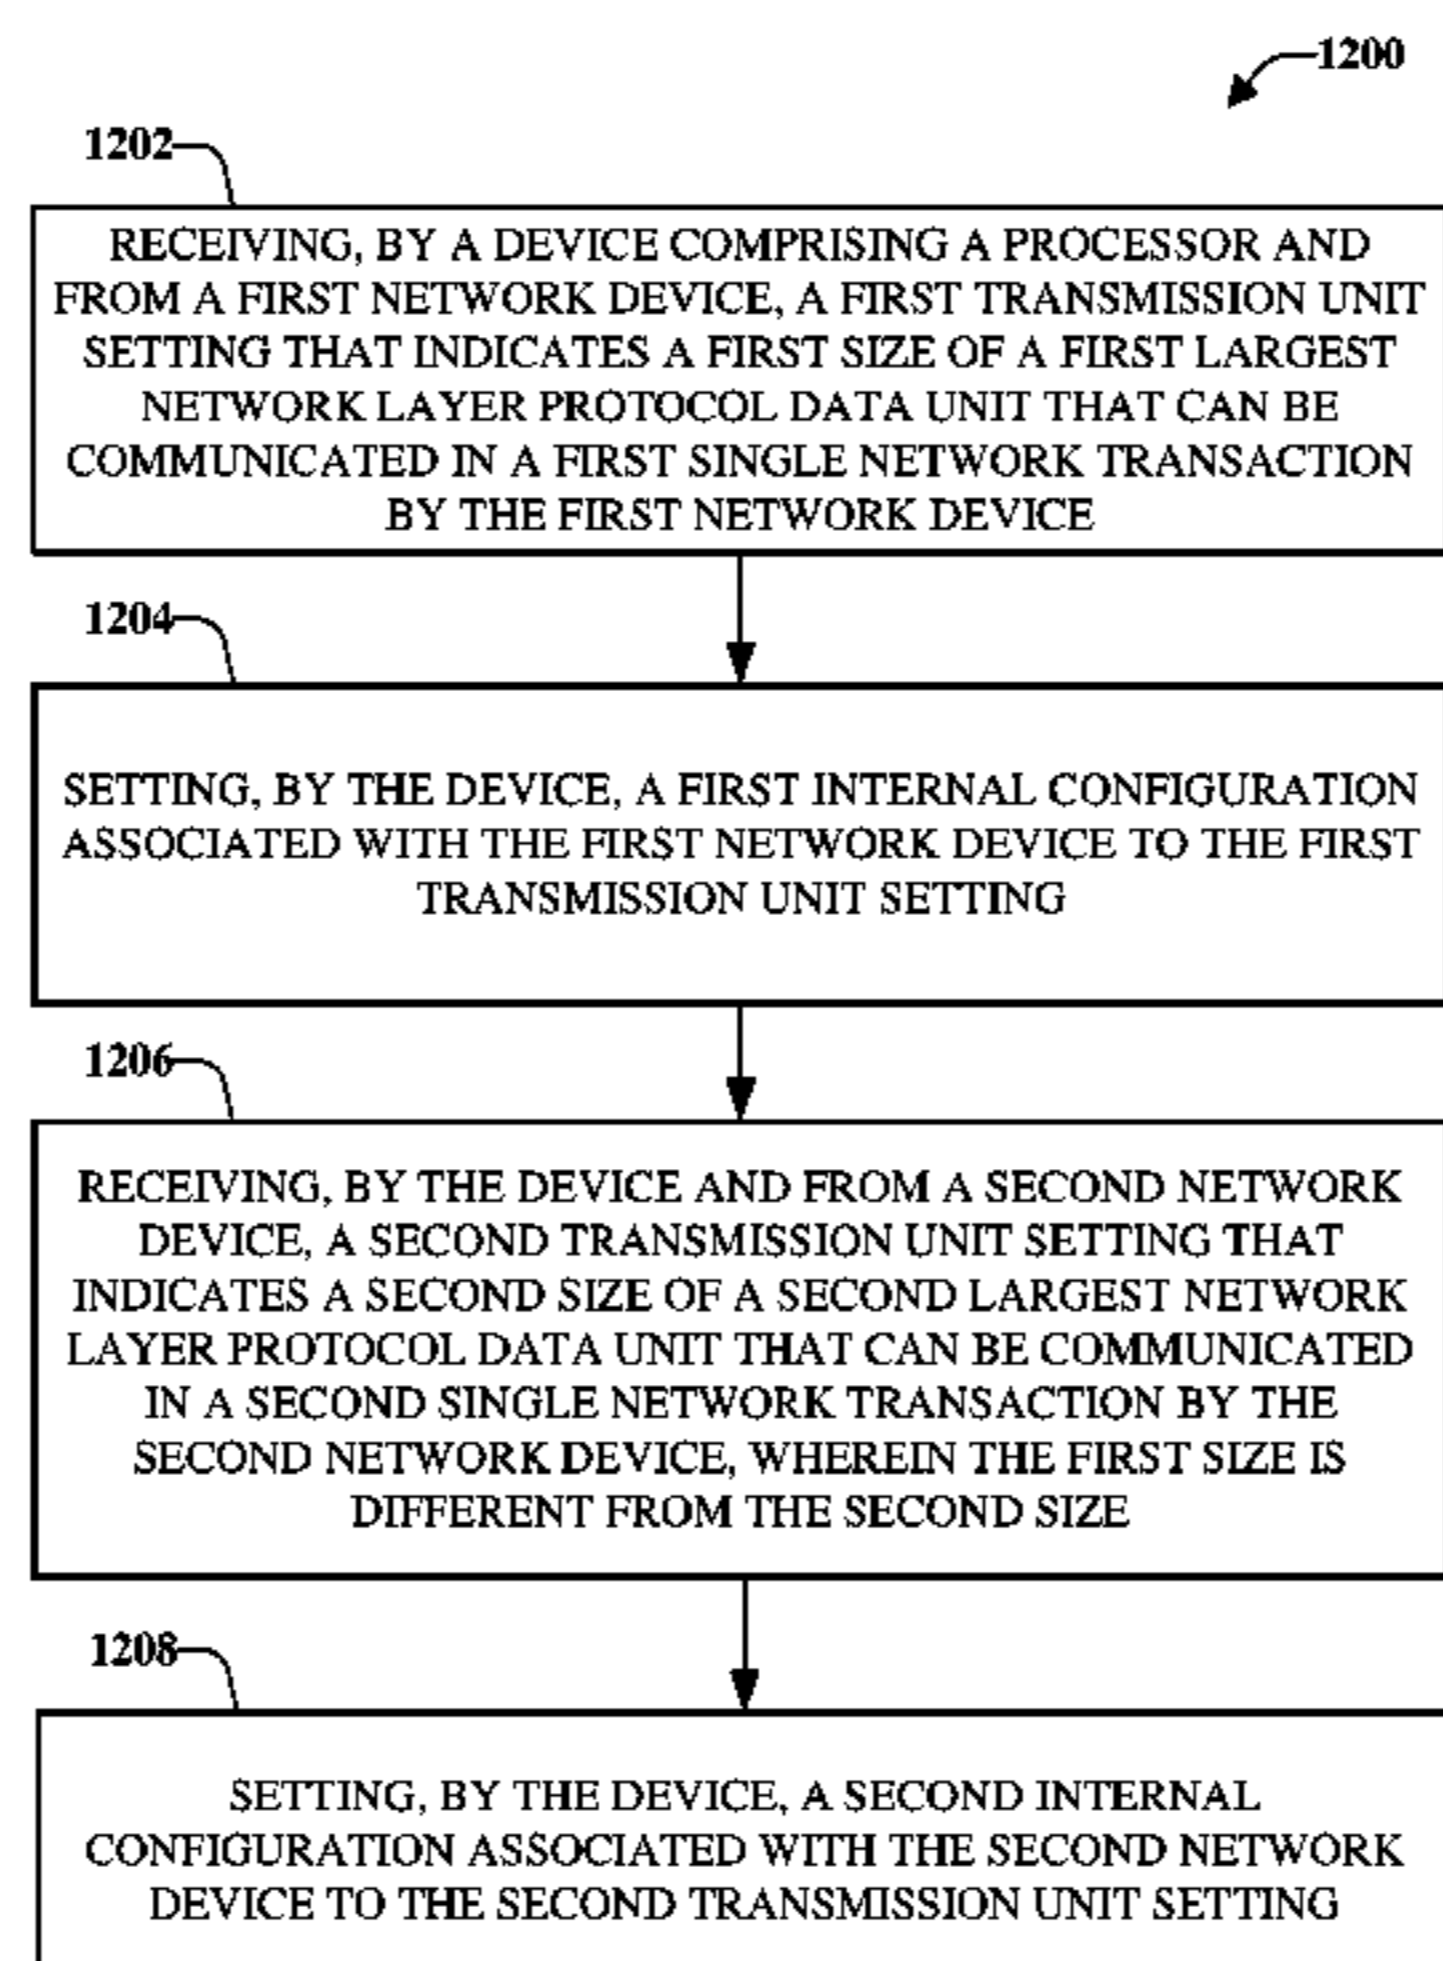 1200
1202
RECEIVING, BY A DEVICE COMPRISING A PROCESSOR AND
FROM A FIRST NETWORK DEVICE, A FIRST TRANSMISSION UNIT
SETTING THAT INDICATES A FIRST SIZE OF A FIRST LARGEST
NETWORK LAYER PROTOCOL DATA UNIT THAT CAN BE
COMMUNICATED IN A FIRST SINGLE NETWORK TRANSACTION
BY THE FIRST NETWORK DEVICE
1204
SETTING, BY THE DEVICE, A FIRST INTERNAL CONFIGURATION
ASSOCIATED WITH THE FIRST NETWORK DEVICE TO THE FIRST
TRANSMISSION UNIT SETTING
1206
RECEIVING, BY THE DEVICE AND FROM A SECOND NETWORK
DEVICE, A SECOND TRANSMISSION UNIT SETTING THAT
INDICATES A SECOND SIZE OF A SECOND LARGEST NETWORK
LAYER PROTOCOL DATA UNIT THAT CAN BE COMMUNICATED
IN A SECOND SINGLE NETWORK TRANSACTION BY THE
SECOND NETWORK DEVICE, WHEREIN THE FIRST SIZE IS
DIFFERENT FROM THE SECOND SIZE
1208
SETTING, BY THE DEVICE, A SECOND INTERNAL
CONFIGURATION ASSOCIATED WITH THE SECOND NETWORK
DEVICE TO THE SECOND TRANSMISSION UNIT SETTING